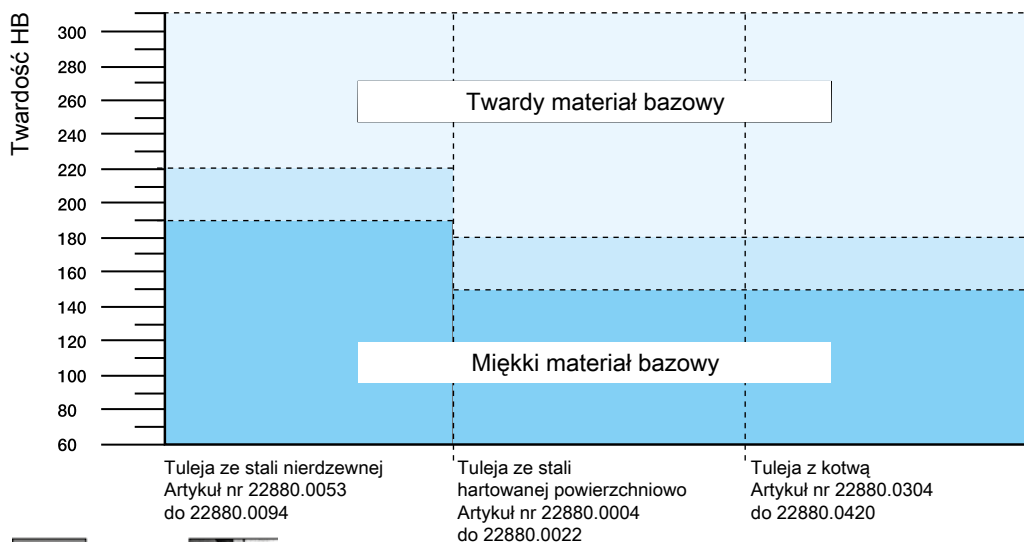 Twardość HB
300
280
260
240
220
200
180
160
140
120
100
80
60
Twardy materiał bazowy
Miękki materiał bazowy
Tuleja ze stali nierdzewnej
Artykuł nr 22880.0053
do 22880.0094
Tuleja ze stali
hartowanej powierzchniowo
Artykuł nr 22880.0004
do 22880.0022
Tuleja z kotwą
Artykuł nr 22880.0304
do 22880.0420